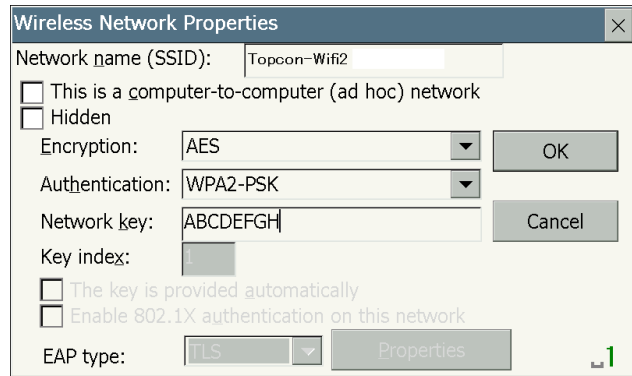 Wireless Network Properties
Network name (SSID): Topcon-Wifi2
This is a computer-to-computer (ad hoc) network
Hidden
Encryption: AES OK
Authentication: WPA2-PSK
Network key: ABCDEFGH Cancel
Key index: 1
The key is provided automatically
Enable 802.1X authentication on this network
EAP type: TLS Properties
1